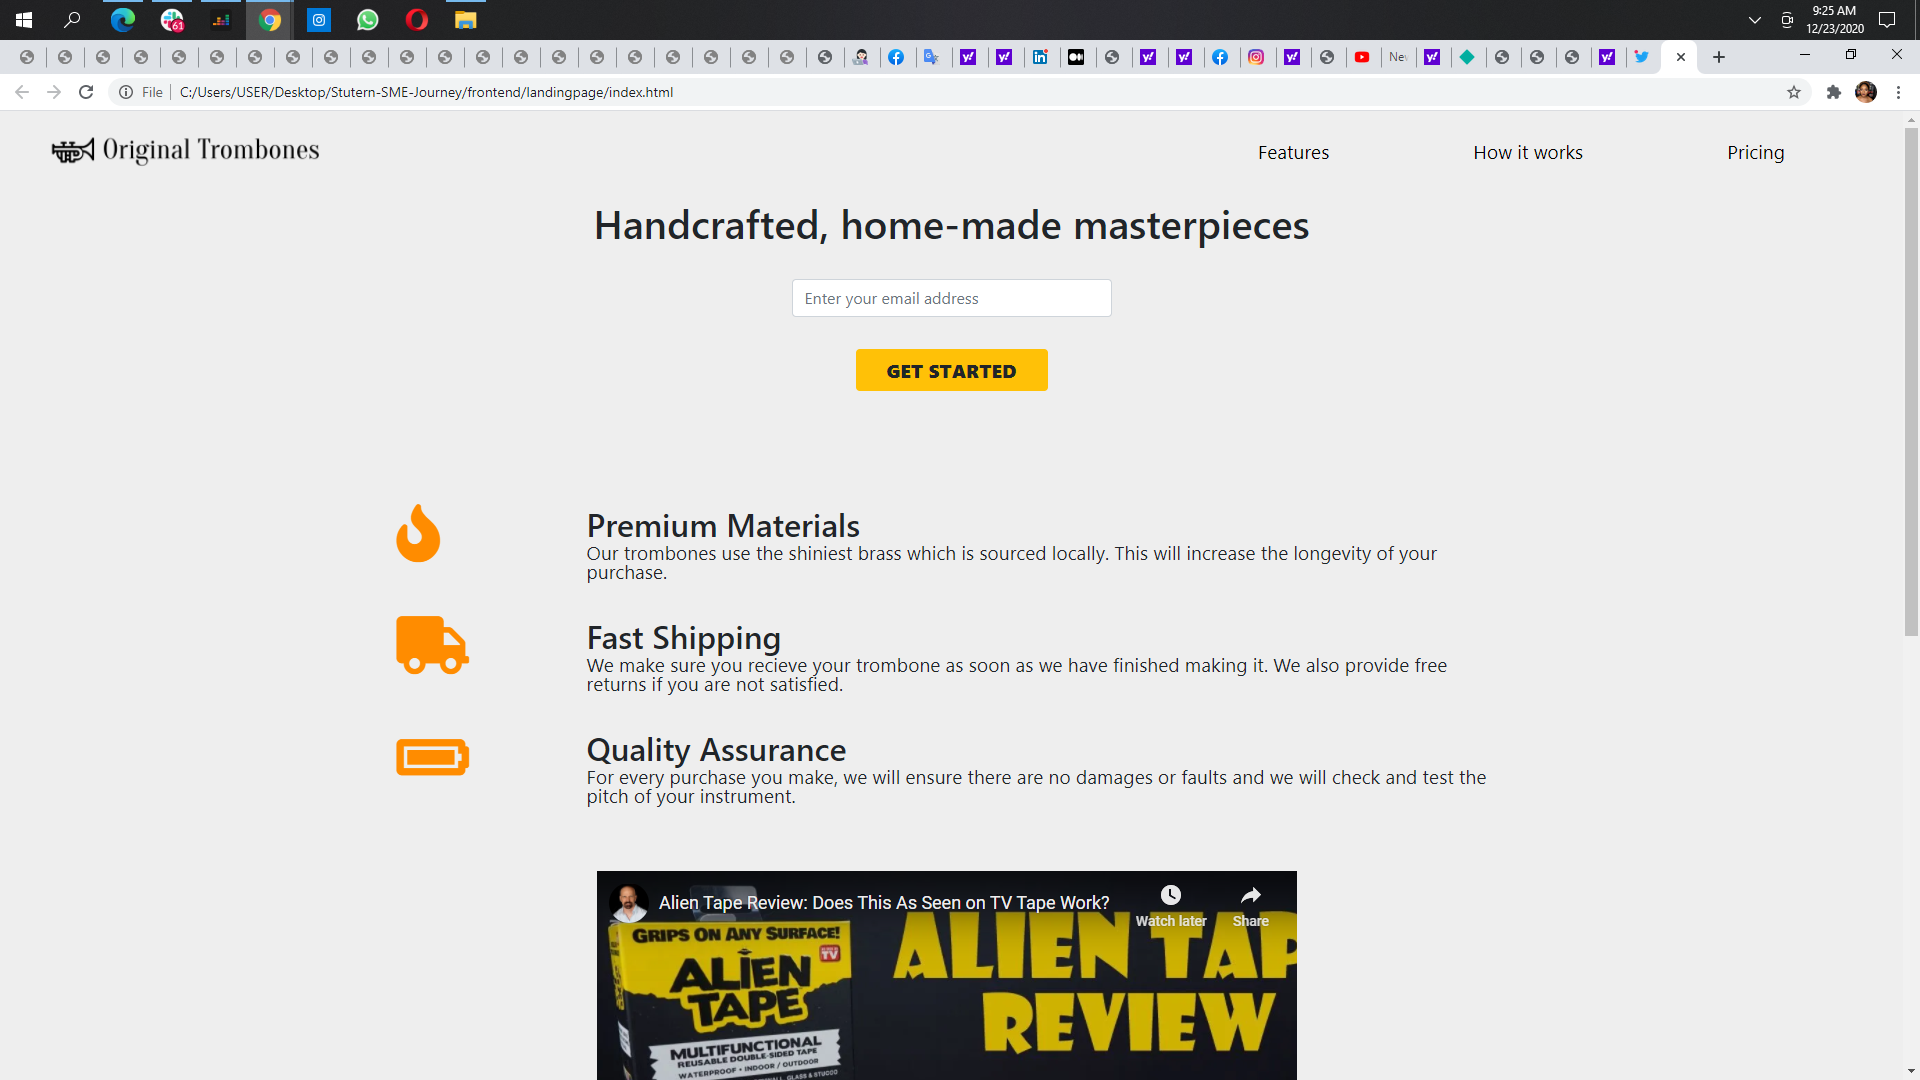 9:25 AM
12/23/2020
61
New
File
C:/Users/USER/Desktop/Stutern-SME-Journey/frontend/landingpage/index.html
Original Trombones
Features
How it works
Pricing
Handcrafted, home-made masterpieces
Enter your email address
GET STARTED
Premium Materials
Our trombones use the shiniest brass which is sourced locally. This will increase the longevity of your
purchase.
Fast Shipping
We make sure you recieve your trombone as soon as we have finished making it. We also provide free
returns if you are not satisfied.
Quality Assurance
For every purchase you make, we will ensure there are no damages or faults and we will check and test the
pitch of your instrument.
Alien Tape Review: Does This As Seen on TV Tape Work?
Watch later
Share
GRIPS ON ANY SURFACE!
TV
ALIEN
TAPE
MULTIFUNCTIONAL
REUSABLE DOUBLE-SIDED TAPE
WATERPROOF • INDOOR / OUTDOOR
GLASS & STUCCO
ALIEN TAP
REVIEW